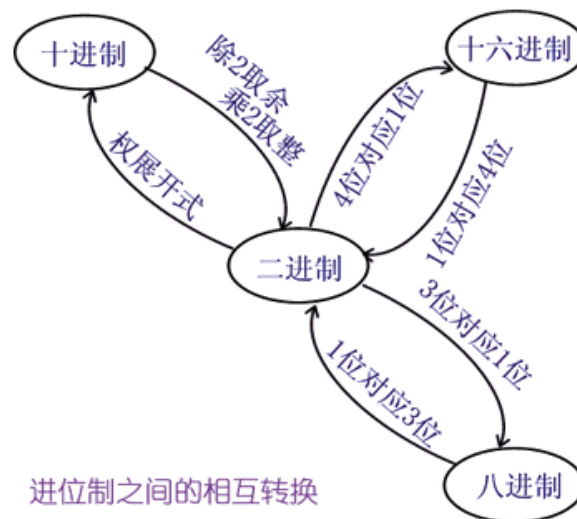 十进制
十六进制
除2取余
乘2取整
权展开式
4位对应1位
1位对应4位
二进制
3位对应1位
1位对应3位
八进制
进位制之间的相互转换